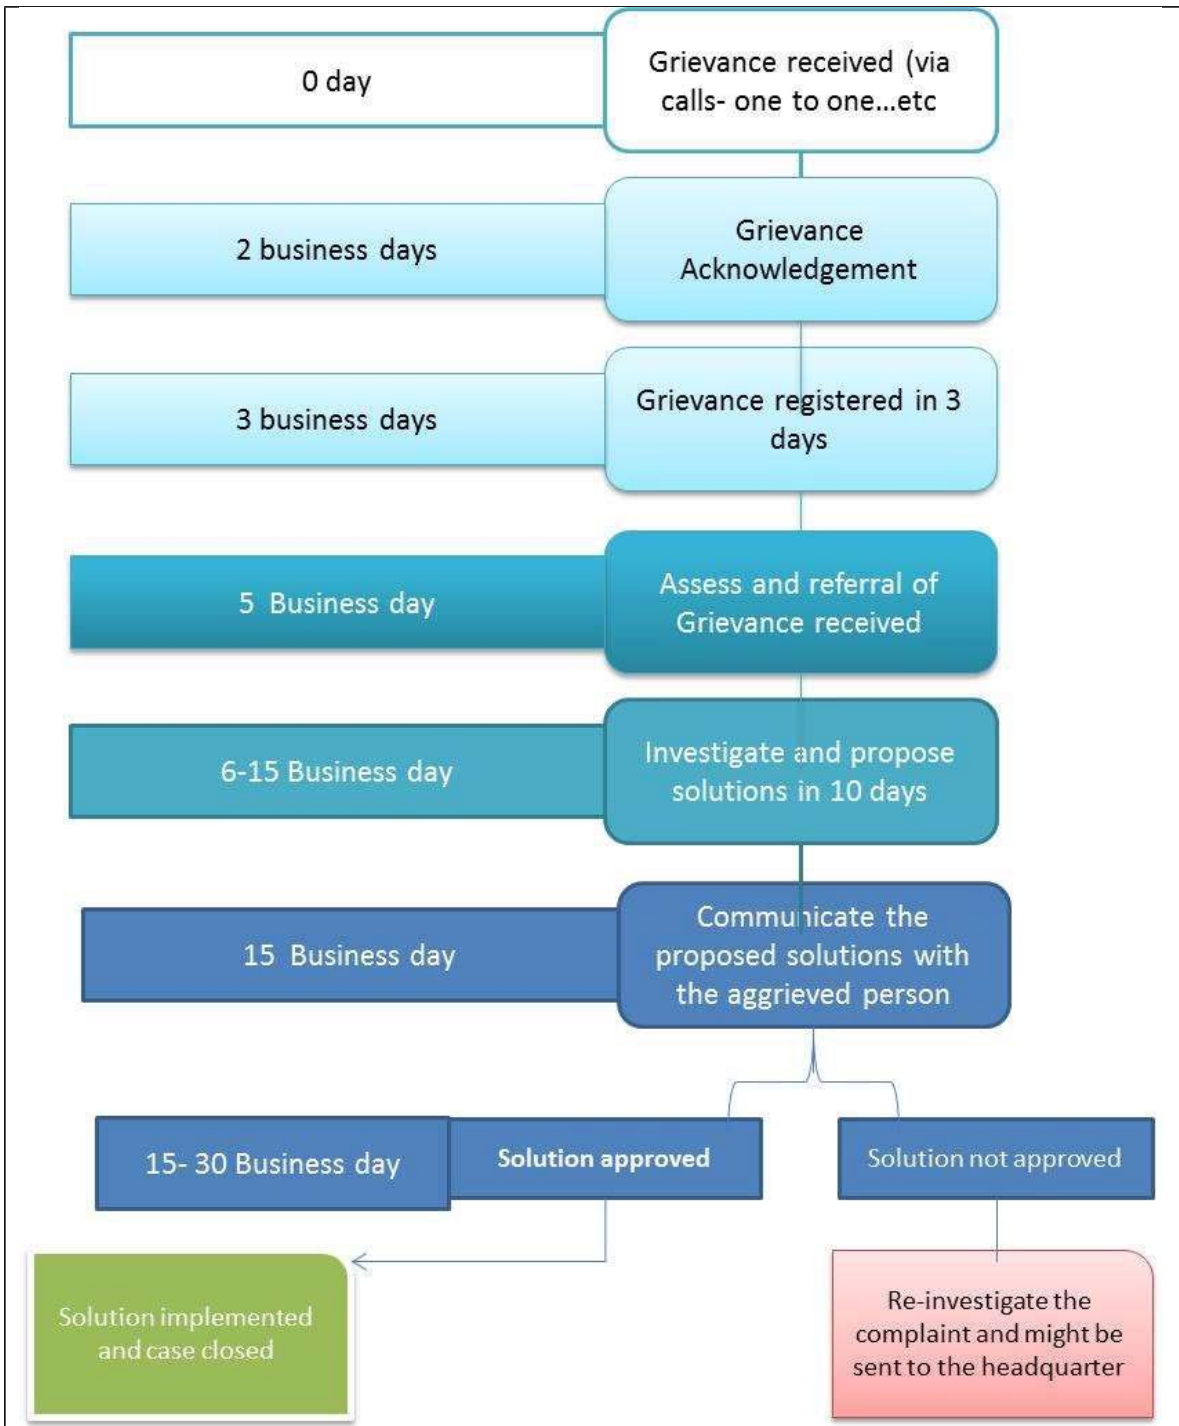 0 day
Grievance received (via
calls- one to one...etc
2 business days
Grievance
Acknowledgement
3 business days
Grievance registered in 3
days
5 Business day
Assess and referral of
Grievance received
6-15 Business day
Investigate and propose
solutions in 10 days
15 Business day
Communicate the
proposed solutions with
the aggrieved person
15- 30 Business day
Solution approved
Solution not approved
Solution implemented
and case closed
Re-investigate the
complaint and might be
sent to the headquarter